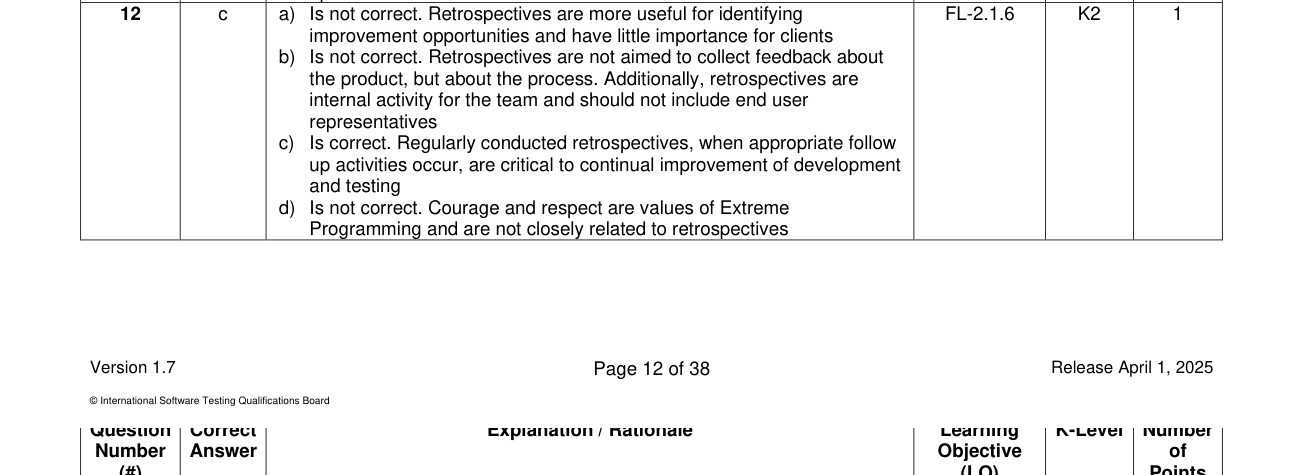 12 c a) Is not correct. Retrospectives are more useful for identifying FL-2.1.6 K2 1
improvement opportunities and have little importance for clients
b) Is not correct. Retrospectives are not aimed to collect feedback about
the product, but about the process. Additionally, retrospectives are
internal activity for the team and should not include end user
representatives
c) Is correct. Regularly conducted retrospectives, when appropriate follow
up activities occur, are critical to continual improvement of development
and testing
d) Is not correct. Courage and respect are values of Extreme
Programming and are not closely related to retrospectives
Version 1.7 Page 12 of 38 Release April 1, 2025
© International Software Testing Qualifications Board
Question Correct Explanation / Rationale Learning K-Level Number
Number Answer Objective of
(#) (LO) Points